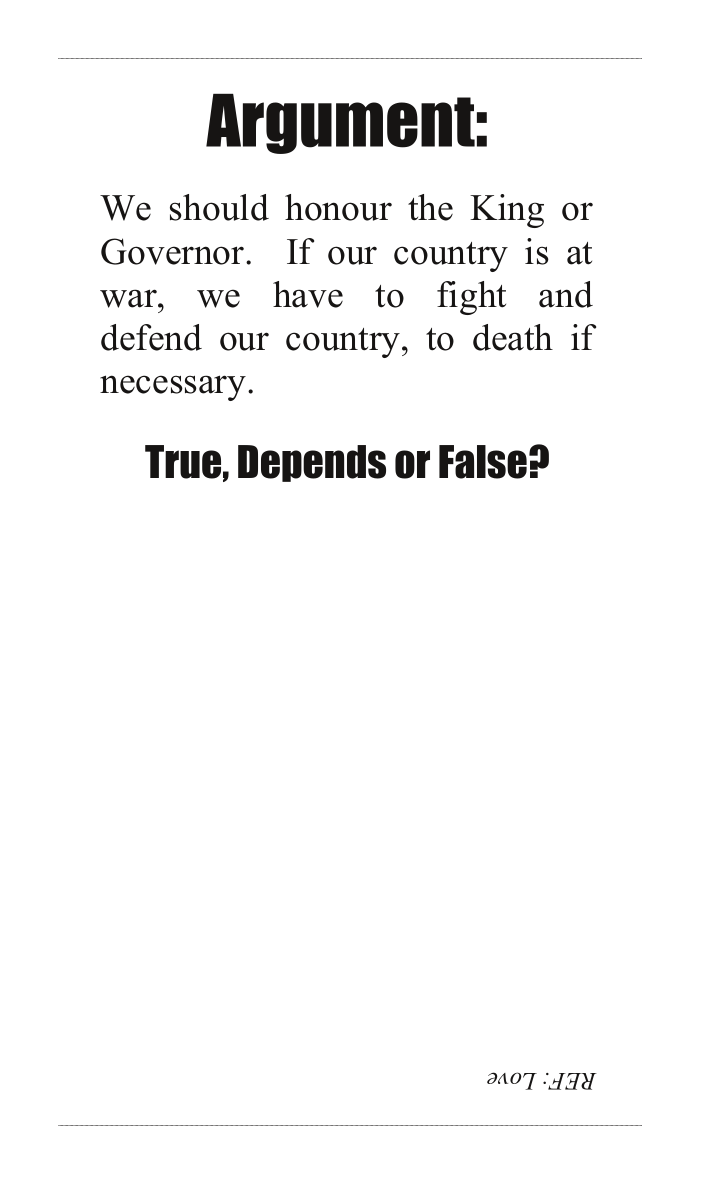 Argument:
We should honour the King or
Governor. If our country is at
war, we have to fight and
defend our country, to death if
necessary.
True, Depends or False?
REF: Love